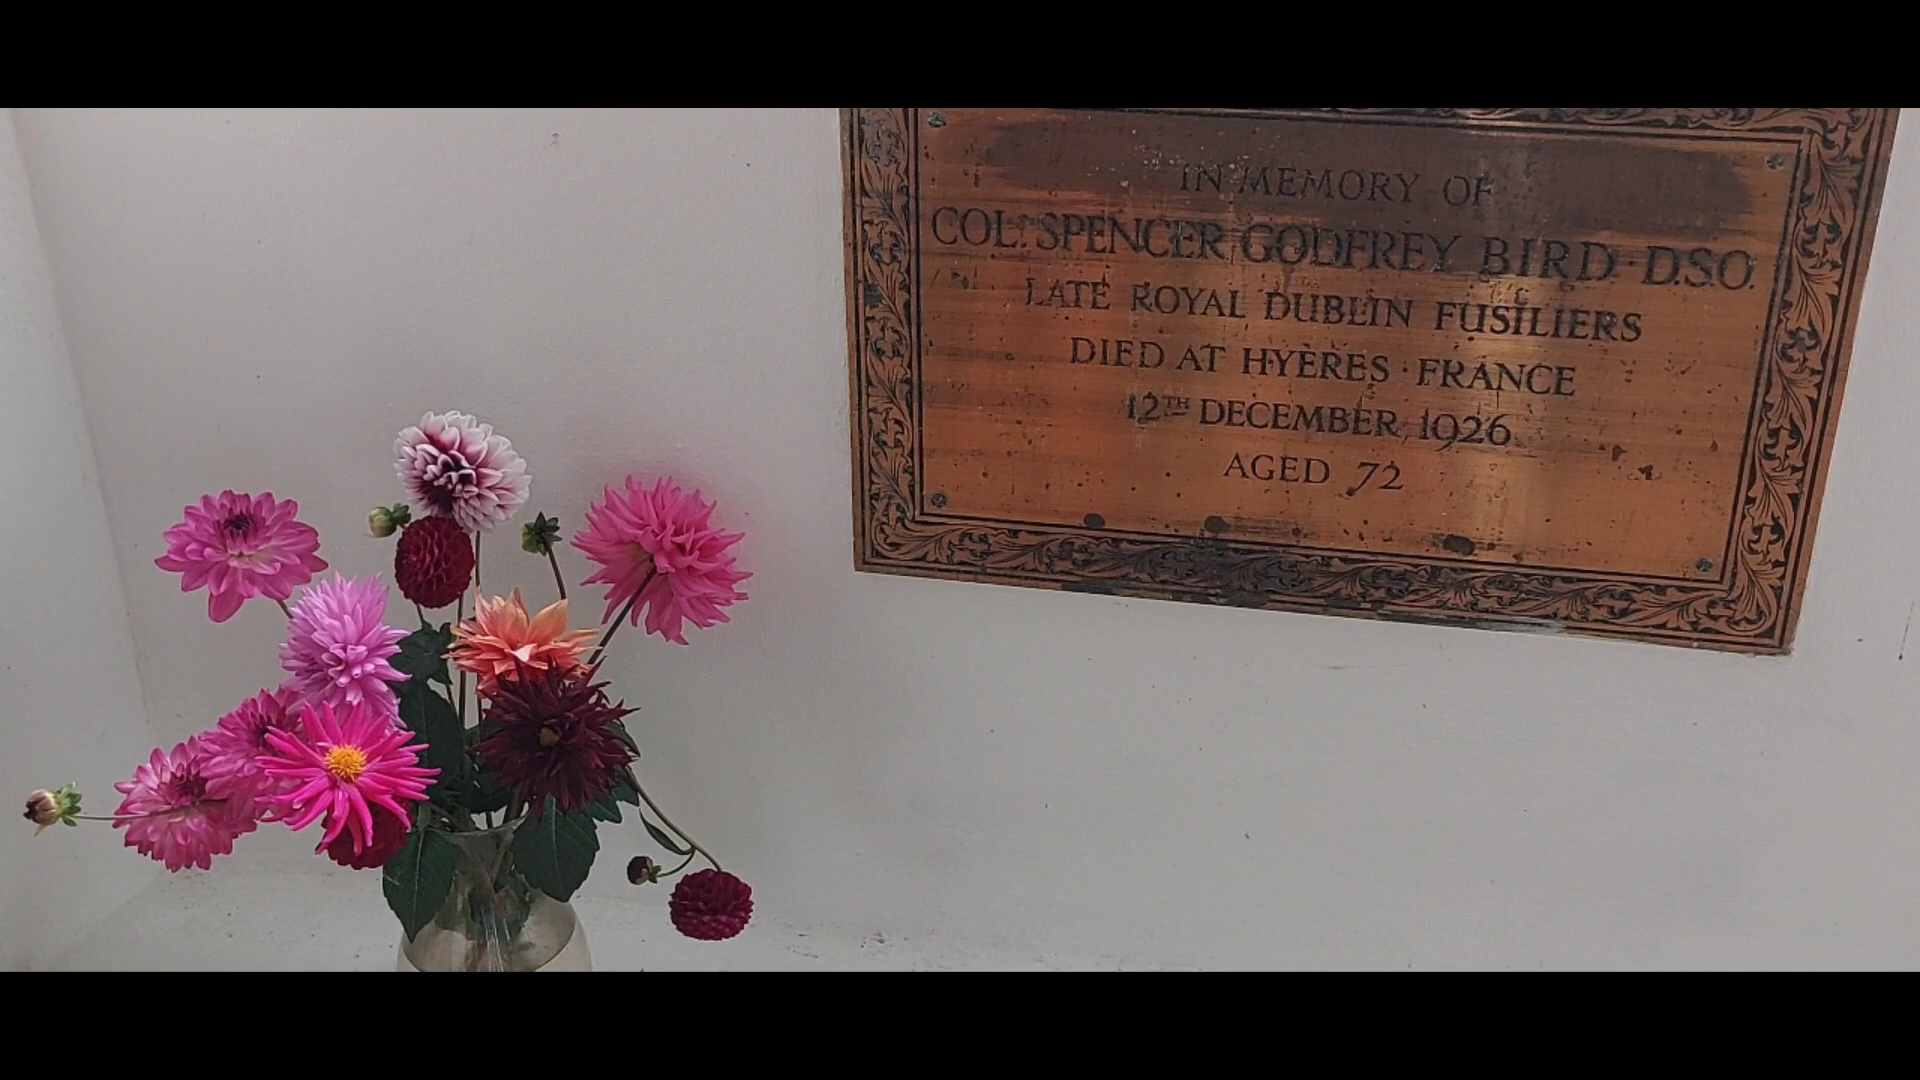 IN MEMORY OF
COL. SPENCER GODFREY BIRD · D.S.O.
LATE ROYAL DUBLIN FUSILIERS
DIED AT HYÈRES · FRANCE
12TH DECEMBER 1926
AGED 72